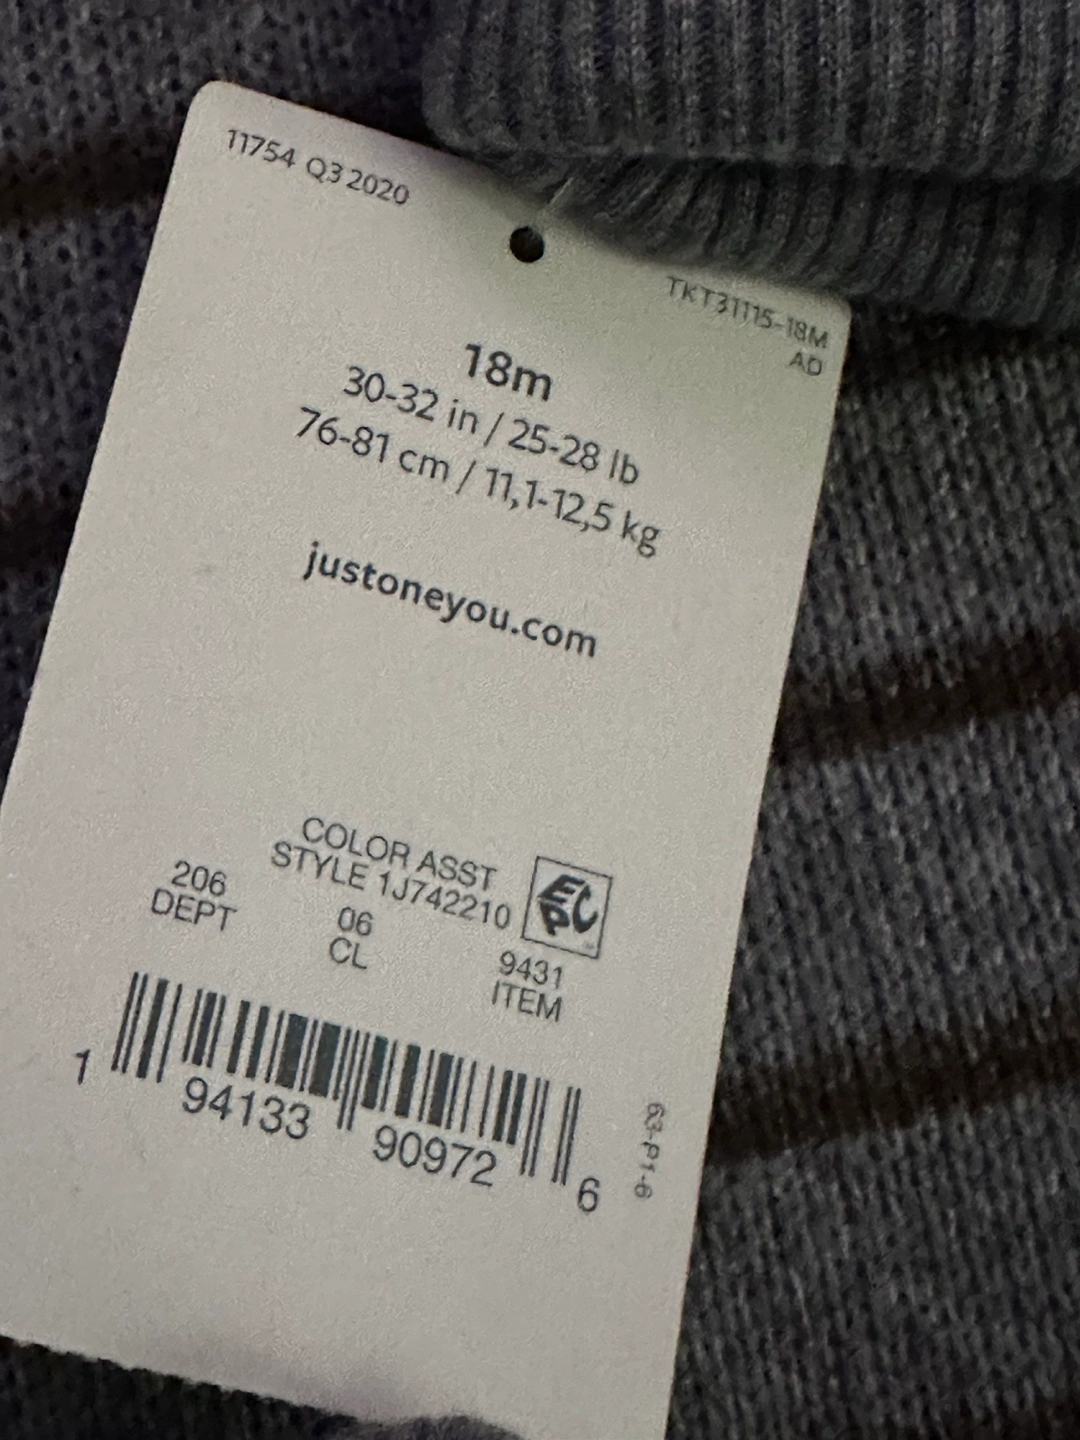 11754 Q3 2020
TKT31115-18M
AD
18m
30-32 in / 25-28 lb
76-81 cm / 11,1-12,5 kg
justoneyou.com
COLOR ASST
STYLE 1J742210
EPC
206
DEPT
06
CL
9431
ITEM
1 94133 90972 6
63-P1-6